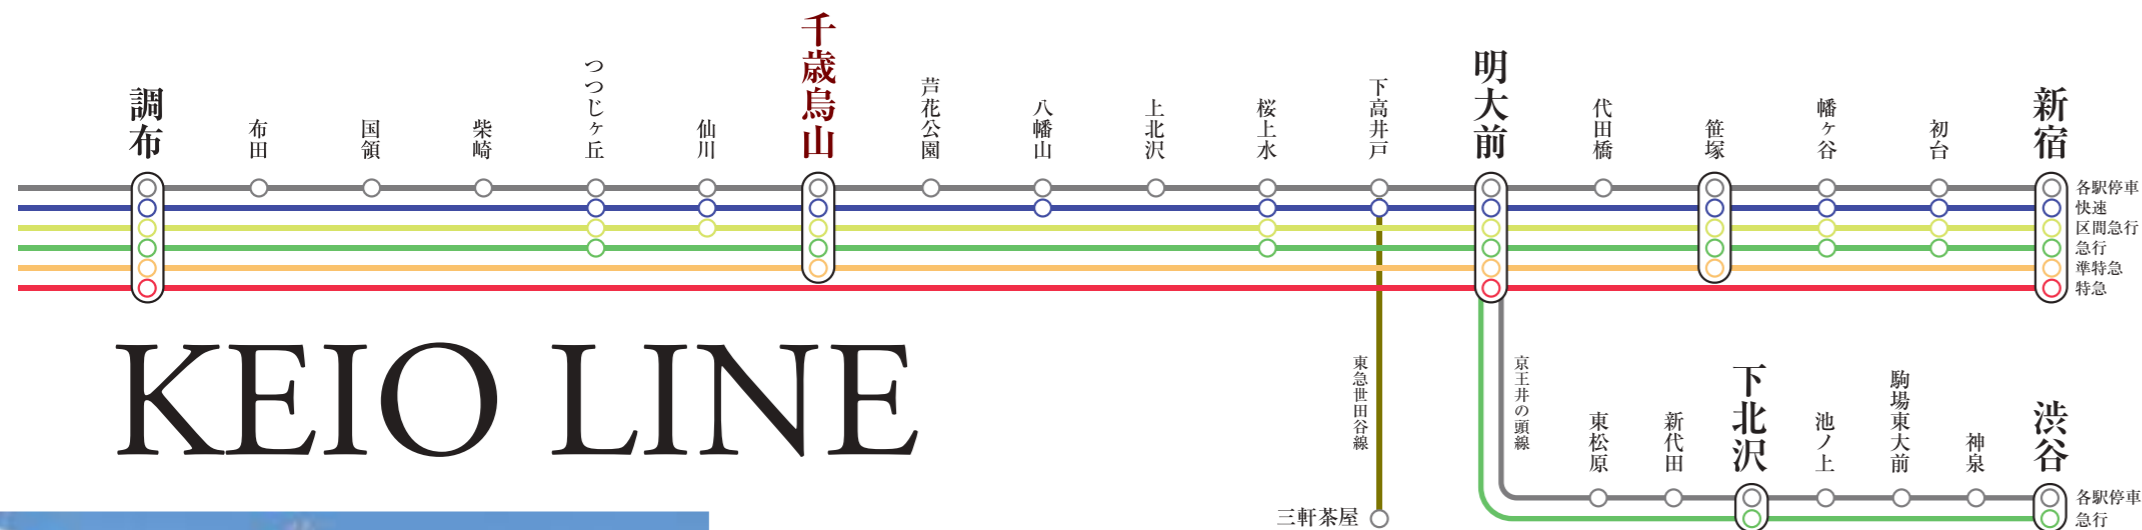 調布
布田
国領
柴崎
つつじヶ丘
仙川
千歳烏山
芦花公園
八幡山
上北沢
桜上水
下高井戸
明大前
代田橋
笹塚
幡ヶ谷
初台
新宿
各駅停車
快速
区間急行
急行
準特急
特急
KEIO LINE
東急世田谷線
三軒茶屋
京王井の頭線
東松原
新代田
下北沢
池ノ上
駒場東大前
神泉
渋谷
各駅停車
急行